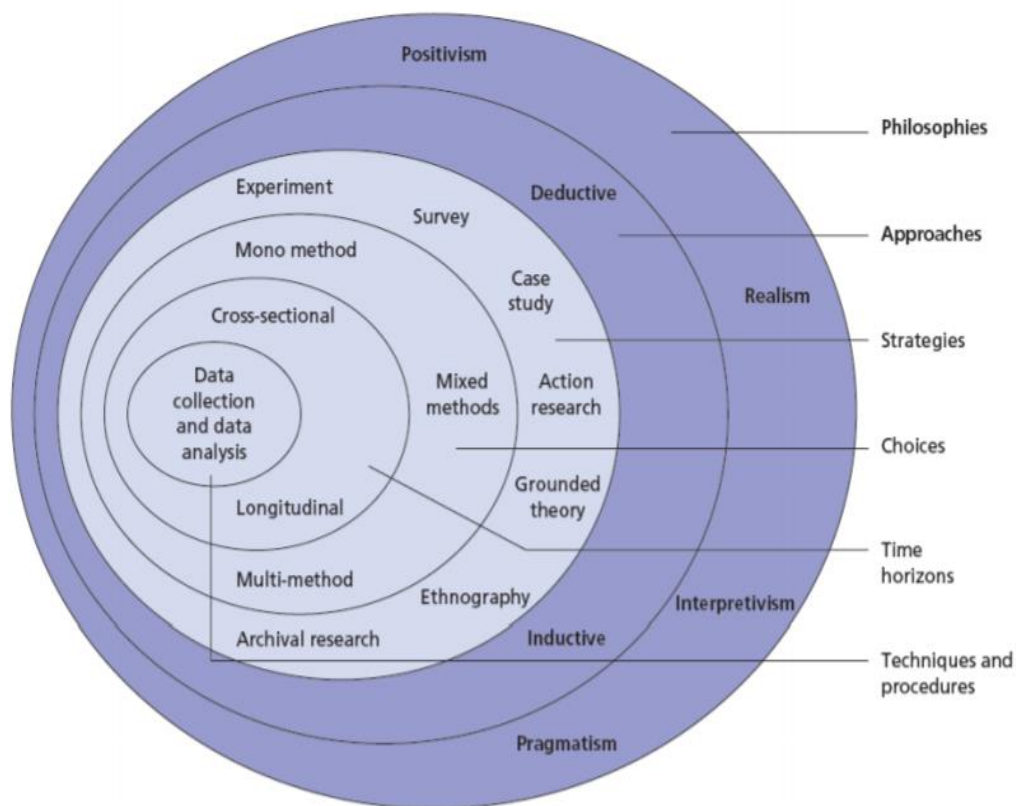 Positivism
Philosophies
Experiment
Deductive
Survey
Approaches
Mono method
Case
study
Realism
Cross-sectional
Strategies
Data
collection
and data
analysis
Mixed
methods
Action
research
Choices
Grounded
theory
Longitudinal
Time
horizons
Multi-method
Ethnography
Interpretivism
Archival research
Inductive
Techniques and
procedures
Pragmatism